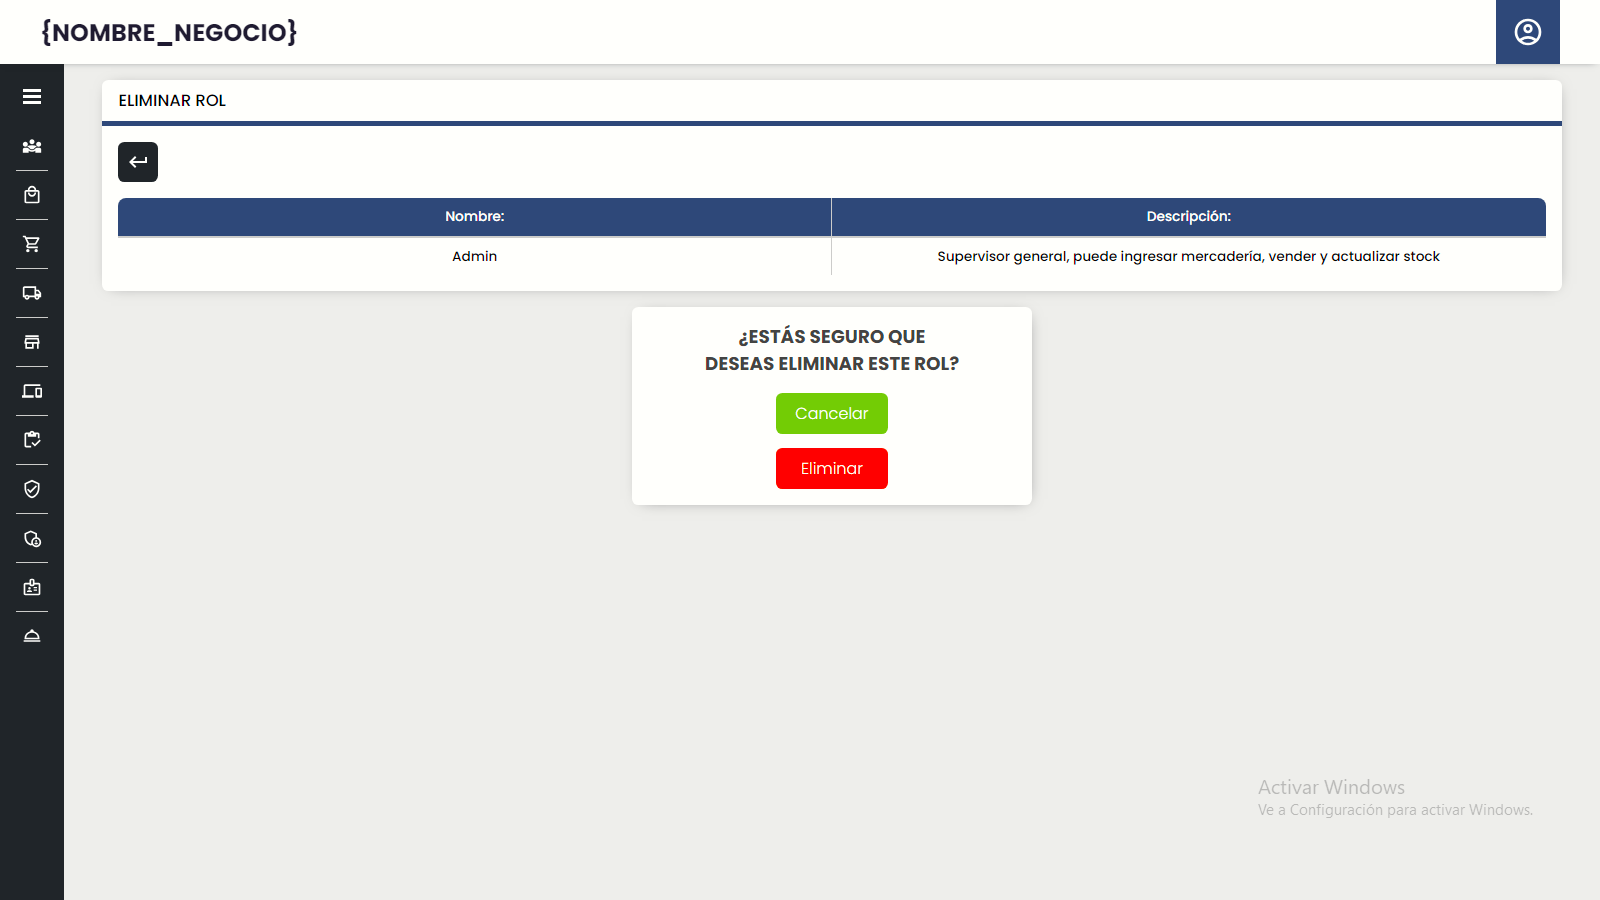 {NOMBRE_NEGOCIO}
ELIMINAR ROL
Nombre: Descripción:
Admin Supervisor general, puede ingresar mercadería, vender y actualizar stock
¿ESTÁS SEGURO QUE
DESEAS ELIMINAR ESTE ROL?
Cancelar
Eliminar
Activar Windows
Ve a Configuración para activar Windows.